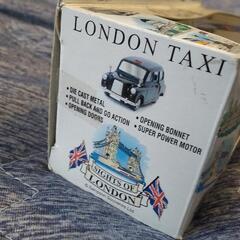 LONDON TAXI
• DIE CAST METAL
• PULL BACK AND GO ACTION
• OPENING DOORS
• OPENING BONNET
• SUPER POWER MOTOR
SIGHTS OF
LONDON